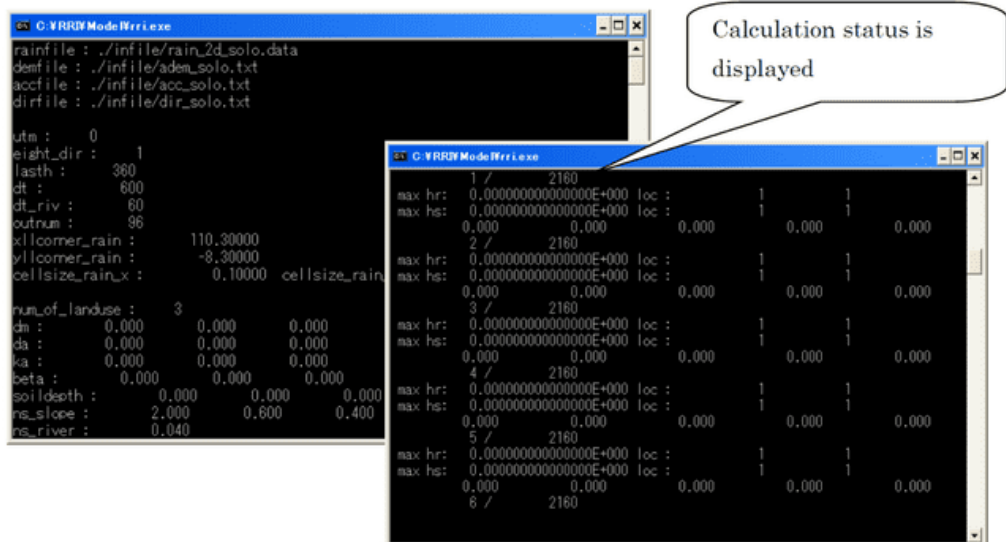 C:¥RRI¥Model¥rri.exe
rainfile : ./infile/rain_2d_solo.data
demfile : ./infile/adem_solo.txt
accfile : ./infile/acc_solo.txt
dirfile : ./infile/dir_solo.txt
utm : 0
eight_dir : 1
lasth : 360
dt : 600
dt_riv : 60
outnum : 96
xllcorner_rain : 110.30000
yllcorner_rain : -8.30000
cellsize_rain_x : 0.10000 cellsize_rain_
num_of_landuse : 3
dm : 0.000 0.000 0.000
da : 0.000 0.000 0.000
ka : 0.000 0.000 0.000
beta : 0.000 0.000 0.000
soildepth : 0.000 0.000 0.000
ns_slope : 2.000 0.600 0.400
ns_river : 0.040
Calculation status is
displayed
C:¥RRI¥Model¥rri.exe
1 / 2160
max hr: 0.000000000000000E+000 loc : 1 1
max hs: 0.000000000000000E+000 loc : 1 1
0.000 0.000 0.000 0.000 0.000
2 / 2160
max hr: 0.000000000000000E+000 loc : 1 1
max hs: 0.000000000000000E+000 loc : 1 1
0.000 0.000 0.000 0.000 0.000
3 / 2160
max hr: 0.000000000000000E+000 loc : 1 1
max hs: 0.000000000000000E+000 loc : 1 1
0.000 0.000 0.000 0.000 0.000
4 / 2160
max hr: 0.000000000000000E+000 loc : 1 1
max hs: 0.000000000000000E+000 loc : 1 1
0.000 0.000 0.000 0.000 0.000
5 / 2160
max hr: 0.000000000000000E+000 loc : 1 1
max hs: 0.000000000000000E+000 loc : 1 1
0.000 0.000 0.000 0.000 0.000
6 / 2160